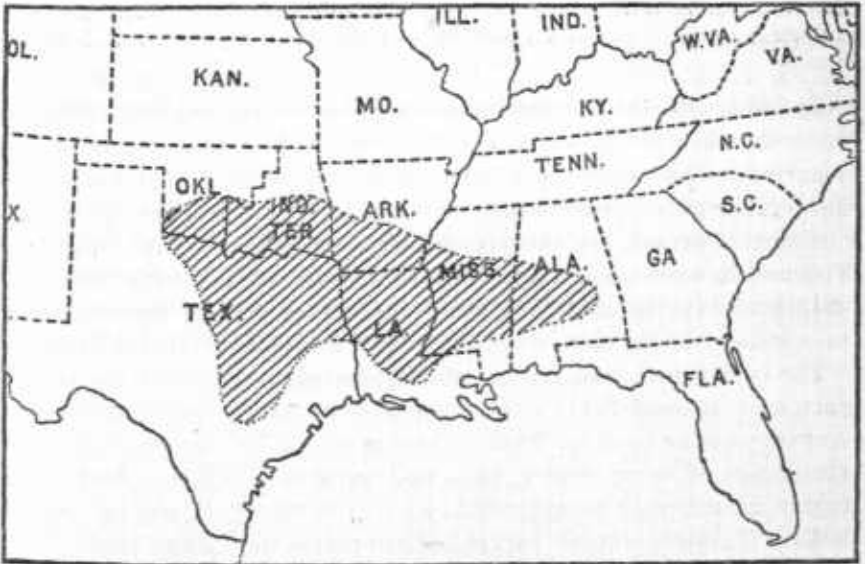 ILL.
IND.
W.VA.
VA.
OL.
KAN.
MO.
KY.
N.C.
TENN.
OKL.
IND.
TER
ARK.
S.C.
X.
MISS.
ALA.
GA
TEX.
LA.
FLA.